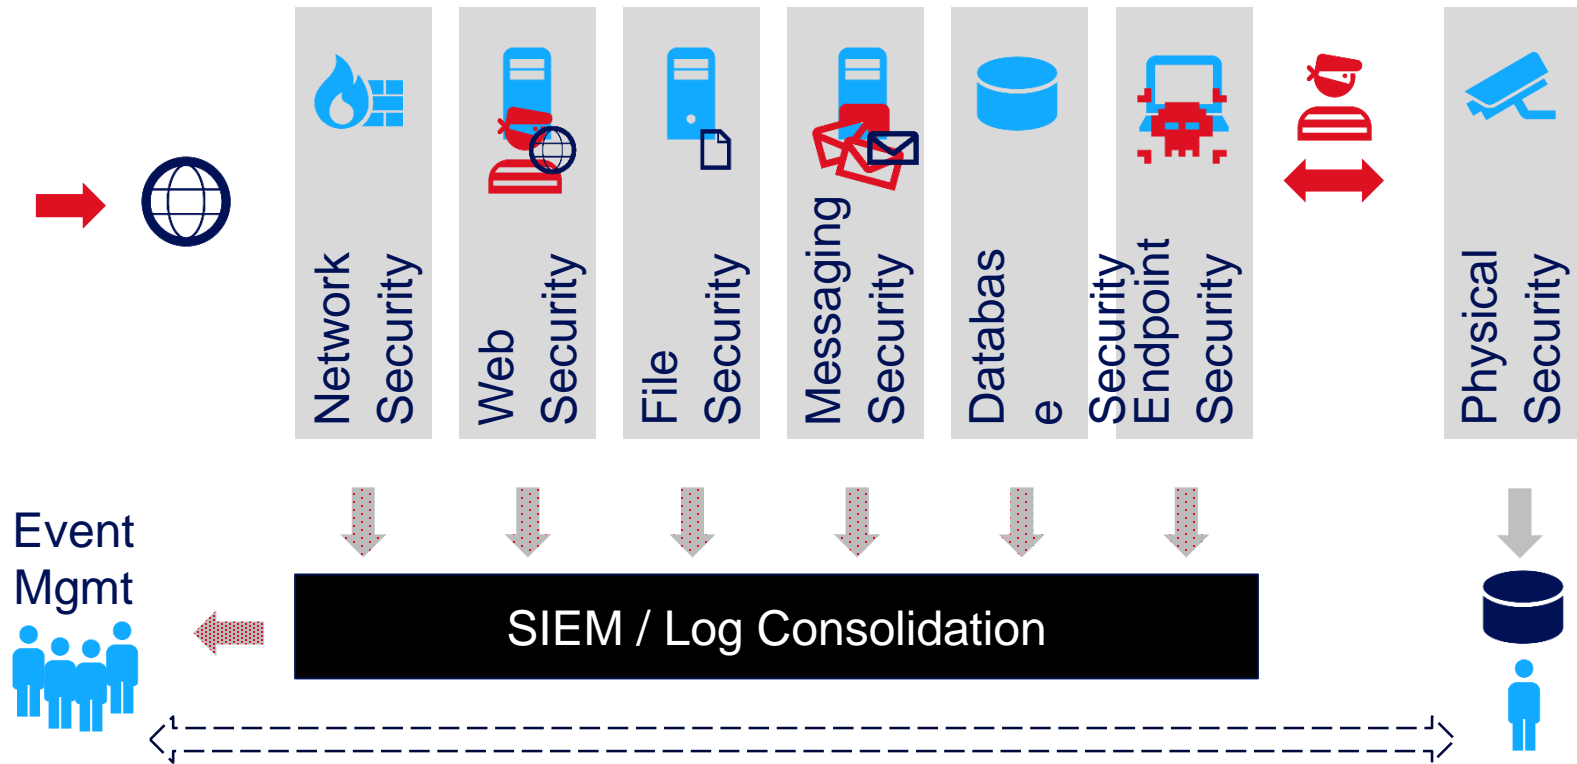 Network
Security
Web
Security
File
Security
Messaging
Security
Databas
e
Security
Endpoint
Security
Physical
Security
Event
Mgmt
SIEM / Log Consolidation